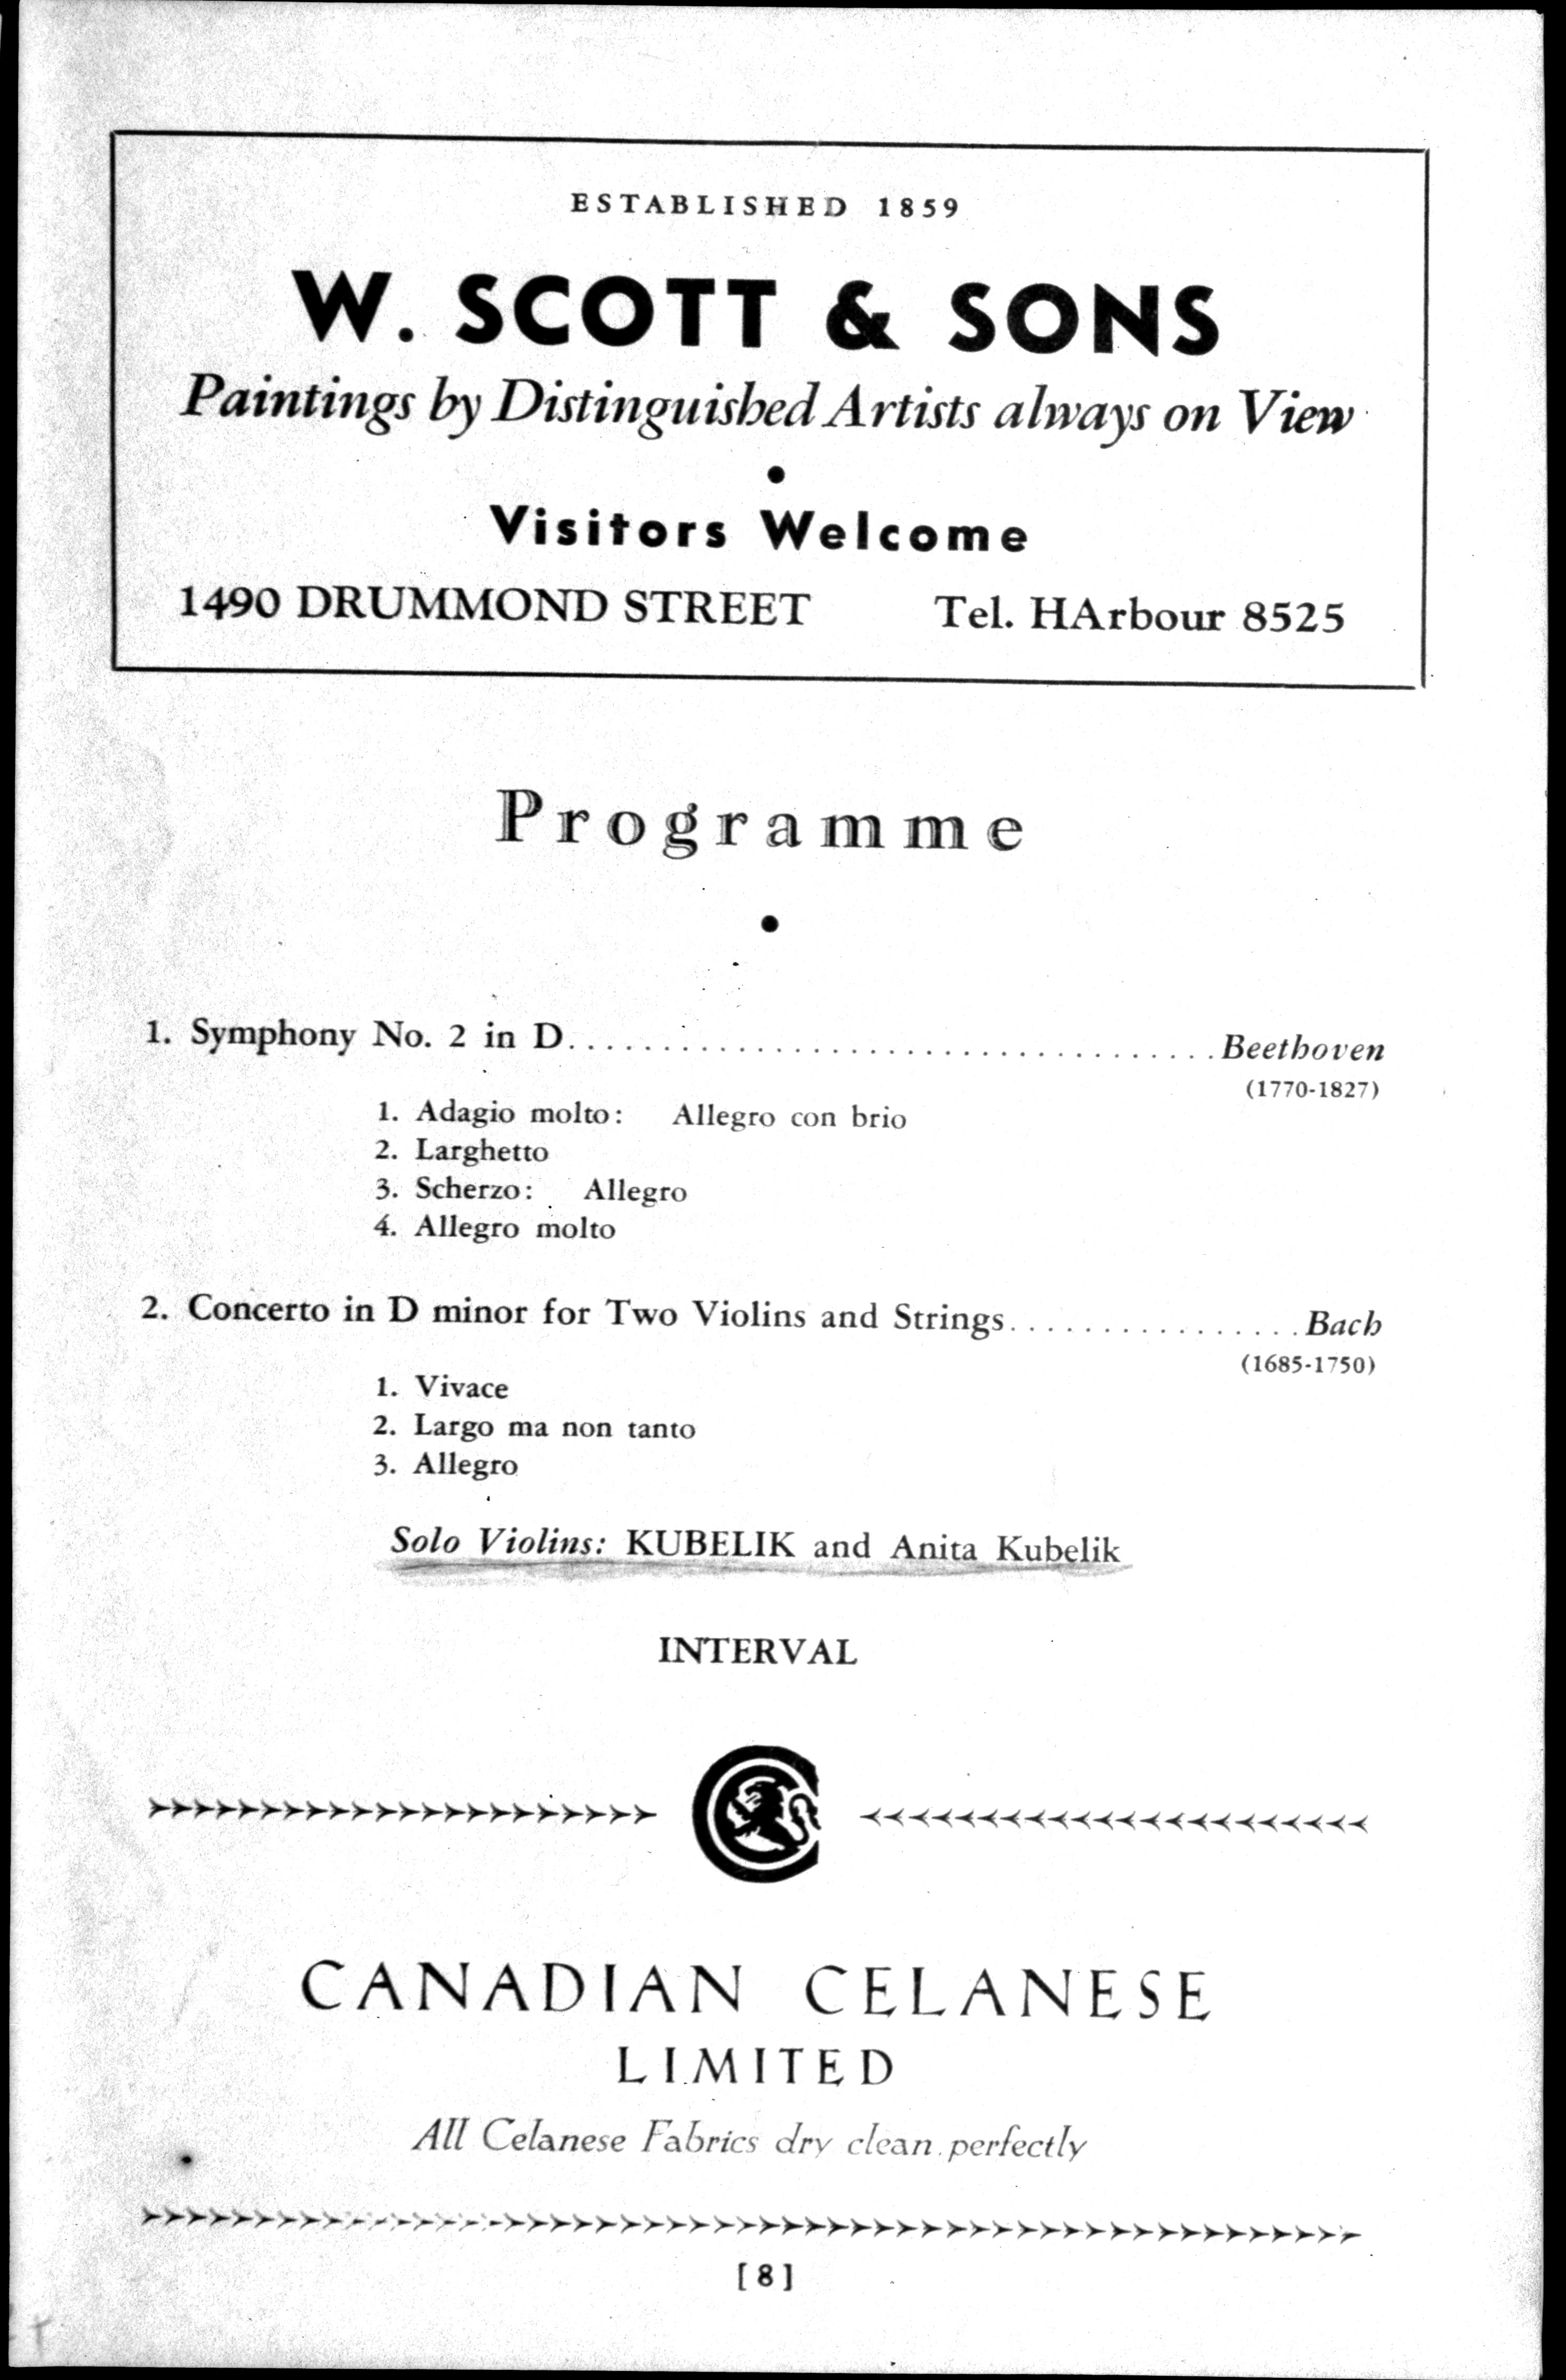 ESTABLISHED 1859
W. SCOTT & SONS
Paintings by Distinguished Artists always on View
•
Visitors Welcome
1490 DRUMMOND STREET Tel. HArbour 8525
Programme
•
1. Symphony No. 2 in D.................................Beethoven
(1770-1827)
1. Adagio molto: Allegro con brio
2. Larghetto
3. Scherzo: Allegro
4. Allegro molto
2. Concerto in D minor for Two Violins and Strings................Bach
(1685-1750)
1. Vivace
2. Largo ma non tanto
3. Allegro
Solo Violins: KUBELIK and Anita Kubelik
INTERVAL
CANADIAN CELANESE
LIMITED
All Celanese Fabrics dry clean perfectly
[ 8 ]